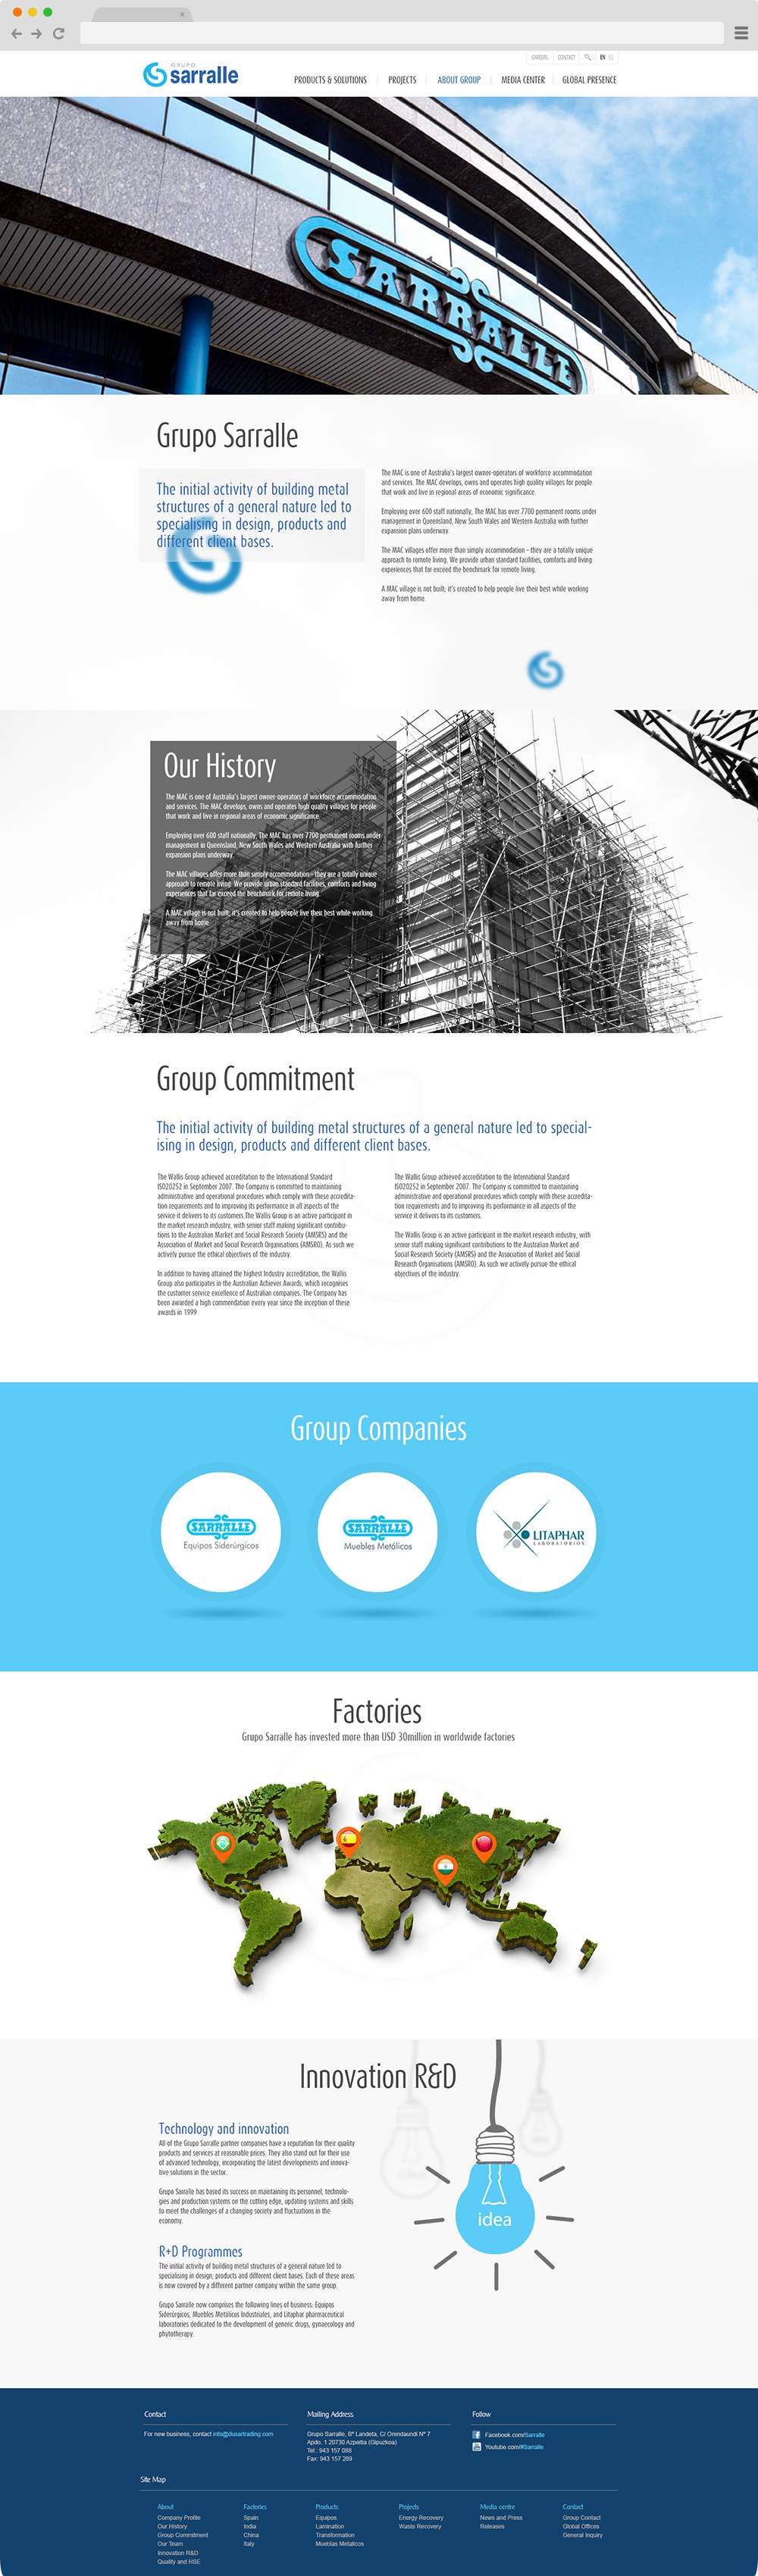 CAREERS CONTACT EN ES
GRUPO
sarralle
PRODUCTS & SOLUTIONS PROJECTS ABOUT GROUP MEDIA CENTER GLOBAL PRESENCE
SARRALLE
Grupo Sarralle
The initial activity of building metal
structures of a general nature led to
specialising in design, products and
different client bases.
The MAC is one of Australia's largest owner-operators of workforce accommodation
and services. The MAC develops, owns and operates high quality villages for people
that work and live in regional areas of economic significance.
Employing over 600 staff nationally, The MAC has over 7700 permanent rooms under
management in Queensland, New South Wales and Western Australia with further
expansion plans underway.
The MAC villages offer more than simply accommodation - they are a totally unique
approach to remote living. We provide urban standard facilities, comforts and living
experiences that far exceed the benchmark for remote living.
A MAC village is not built; it's created to help people live their best while working
away from home.
Our History
The MAC is one of Australia's largest owner-operators of workforce accommodation
and services. The MAC develops, owns and operates high quality villages for people
that work and live in regional areas of economic significance.
Employing over 600 staff nationally, The MAC has over 7700 permanent rooms under
management in Queensland, New South Wales and Western Australia with further
expansion plans underway.
The MAC villages offer more than simply accommodation - they are a totally unique
approach to remote living. We provide urban standard facilities, comforts and living
experiences that far exceed the benchmark for remote living.
A MAC village is not built; it's created to help people live their best while working
away from home.
Group Commitment
The initial activity of building metal structures of a general nature led to special-
ising in design, products and different client bases.
The Wallis Group achieved accreditation to the International Standard
ISO20252 in September 2007. The Company is committed to maintaining
administrative and operational procedures which comply with these accredita-
tion requirements and to improving its performance in all aspects of the
service it delivers to its customers.The Wallis Group is an active participant in
the market research industry, with senior staff making significant contribu-
tions to the Australian Market and Social Research Society (AMSRS) and the
Association of Market and Social Research Organisations (AMSRO). As such we
actively pursue the ethical objectives of the industry.
In addition to having attained the highest Industry accreditation, the Wallis
Group also participates in the Australian Achiever Awards, which recognises
the customer service excellence of Australian companies. The Company has
been awarded a high commendation every year since the inception of these
awards in 1999
The Wallis Group achieved accreditation to the International Standard
ISO20252 in September 2007. The Company is committed to maintaining
administrative and operational procedures which comply with these accredita-
tion requirements and to improving its performance in all aspects of the
service it delivers to its customers.
The Wallis Group is an active participant in the market research industry, with
senior staff making significant contributions to the Australian Market and
Social Research Society (AMSRS) and the Association of Market and Social
Research Organisations (AMSRO). As such we actively pursue the ethical
objectives of the industry.
Group Companies
SARRALLE
Equipos Siderúrgicos
SARRALLE
Muebles Metálicos
LITAPHAR
LABORATORIOS
Factories
Grupo Sarralle has invested more than USD 30million in worldwide factories
Innovation R&D
Technology and innovation
All of the Grupo Sarralle partner companies have a reputation for their quality
products and services at reasonable prices. They also stand out for their use
of advanced technology, incorporating the latest developments and innova-
tive solutions in the sector.
Grupo Sarralle has based its success on maintaining its personnel, technolo-
gies and production systems on the cutting edge, updating systems and skills
to meet the challenges of a changing society and fluctuations in the
economy.
R+D Programmes
The initial activity of building metal structures of a general nature led to
specialising in design, products and different client bases. Each of these areas
is now covered by a different partner company within the same group.
Grupo Sarralle now comprises the following lines of business: Equipos
Siderúrgicos, Muebles Metálicos Industriales, and Litaphar pharmaceutical
laboratories dedicated to the development of generic drugs, gynaecology and
phytotherapy.
idea
Contact
For new business, contact info@dusartrading.com
Mailing Address
Grupo Sarralle, Bº Landeta, C/ Orendaundi Nº 7
Apdo. 1 20730 Azpeitia (Gipuzkoa)
Tel.: 943 157 088
Fax: 943 157 289
Follow
Facebook.com/Sarralle
Youtube.com/#Sarralle
Site Map
About
Company Profile
Our History
Group Commitment
Our Team
Innovation R&D
Quality and HSE
Factories
Spain
India
China
Italy
Products
Equipos
Lamination
Transformation
Mueblas Metalicos
Projects
Energy Recovery
Waste Recovery
Media centre
News and Press
Releases
Contact
Group Contact
Global Offices
General Inquiry